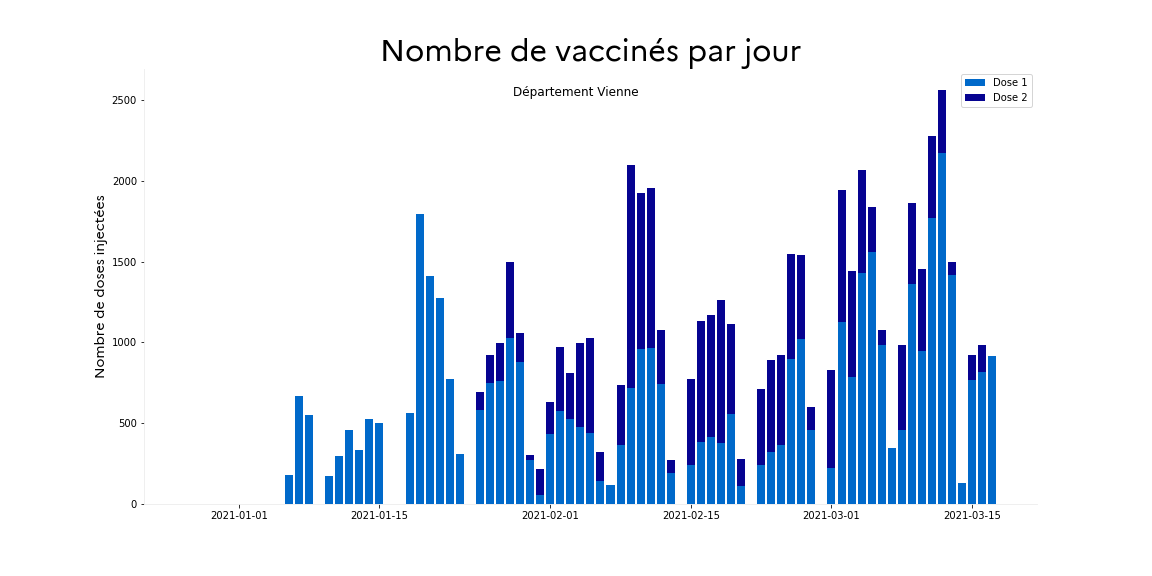 Nombre de vaccinés par jour
Département Vienne
Dose 1
Dose 2
Nombre de doses injectées
2500
2000
1500
1000
500
0
2021-01-01
2021-01-15
2021-02-01
2021-02-15
2021-03-01
2021-03-15